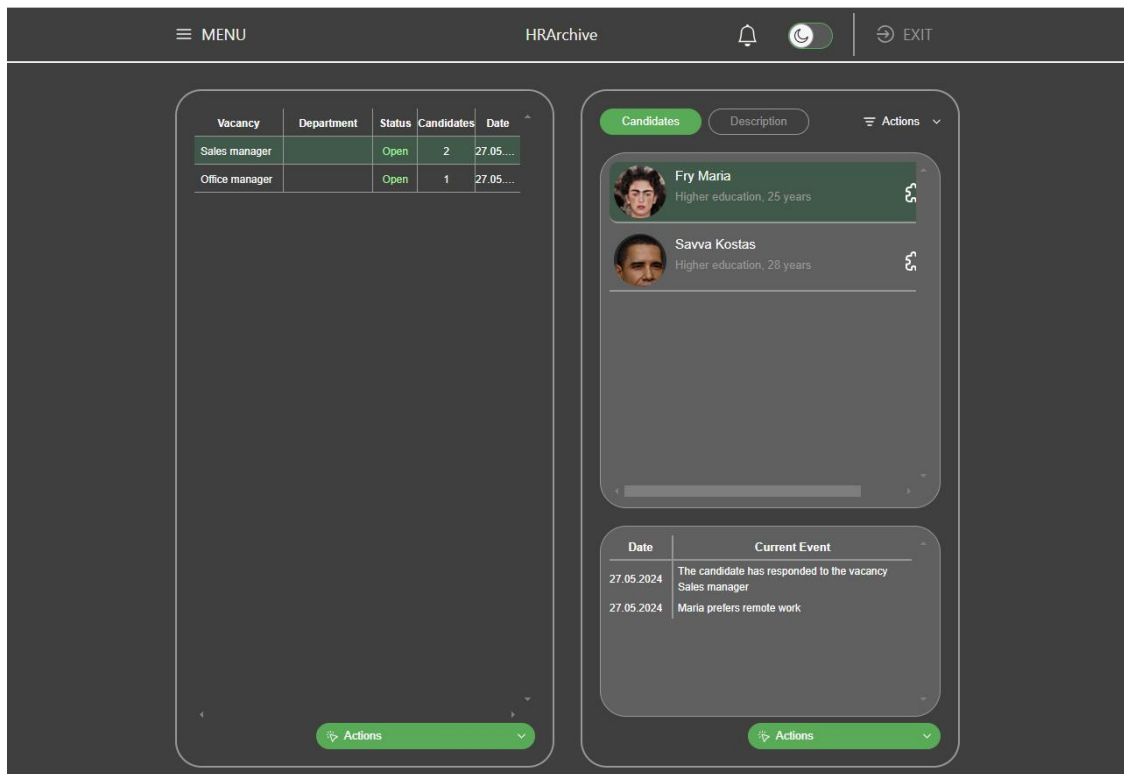 MENU
HRArchive
EXIT
Vacancy Department Status Candidates Date
Sales manager Open 2 27.05....
Office manager Open 1 27.05....
Actions
Candidates Description Actions
Fry Maria
Higher education, 25 years
Savva Kostas
Higher education, 28 years
Date Current Event
27.05.2024 The candidate has responded to the vacancy
Sales manager
27.05.2024 Maria prefers remote work
Actions